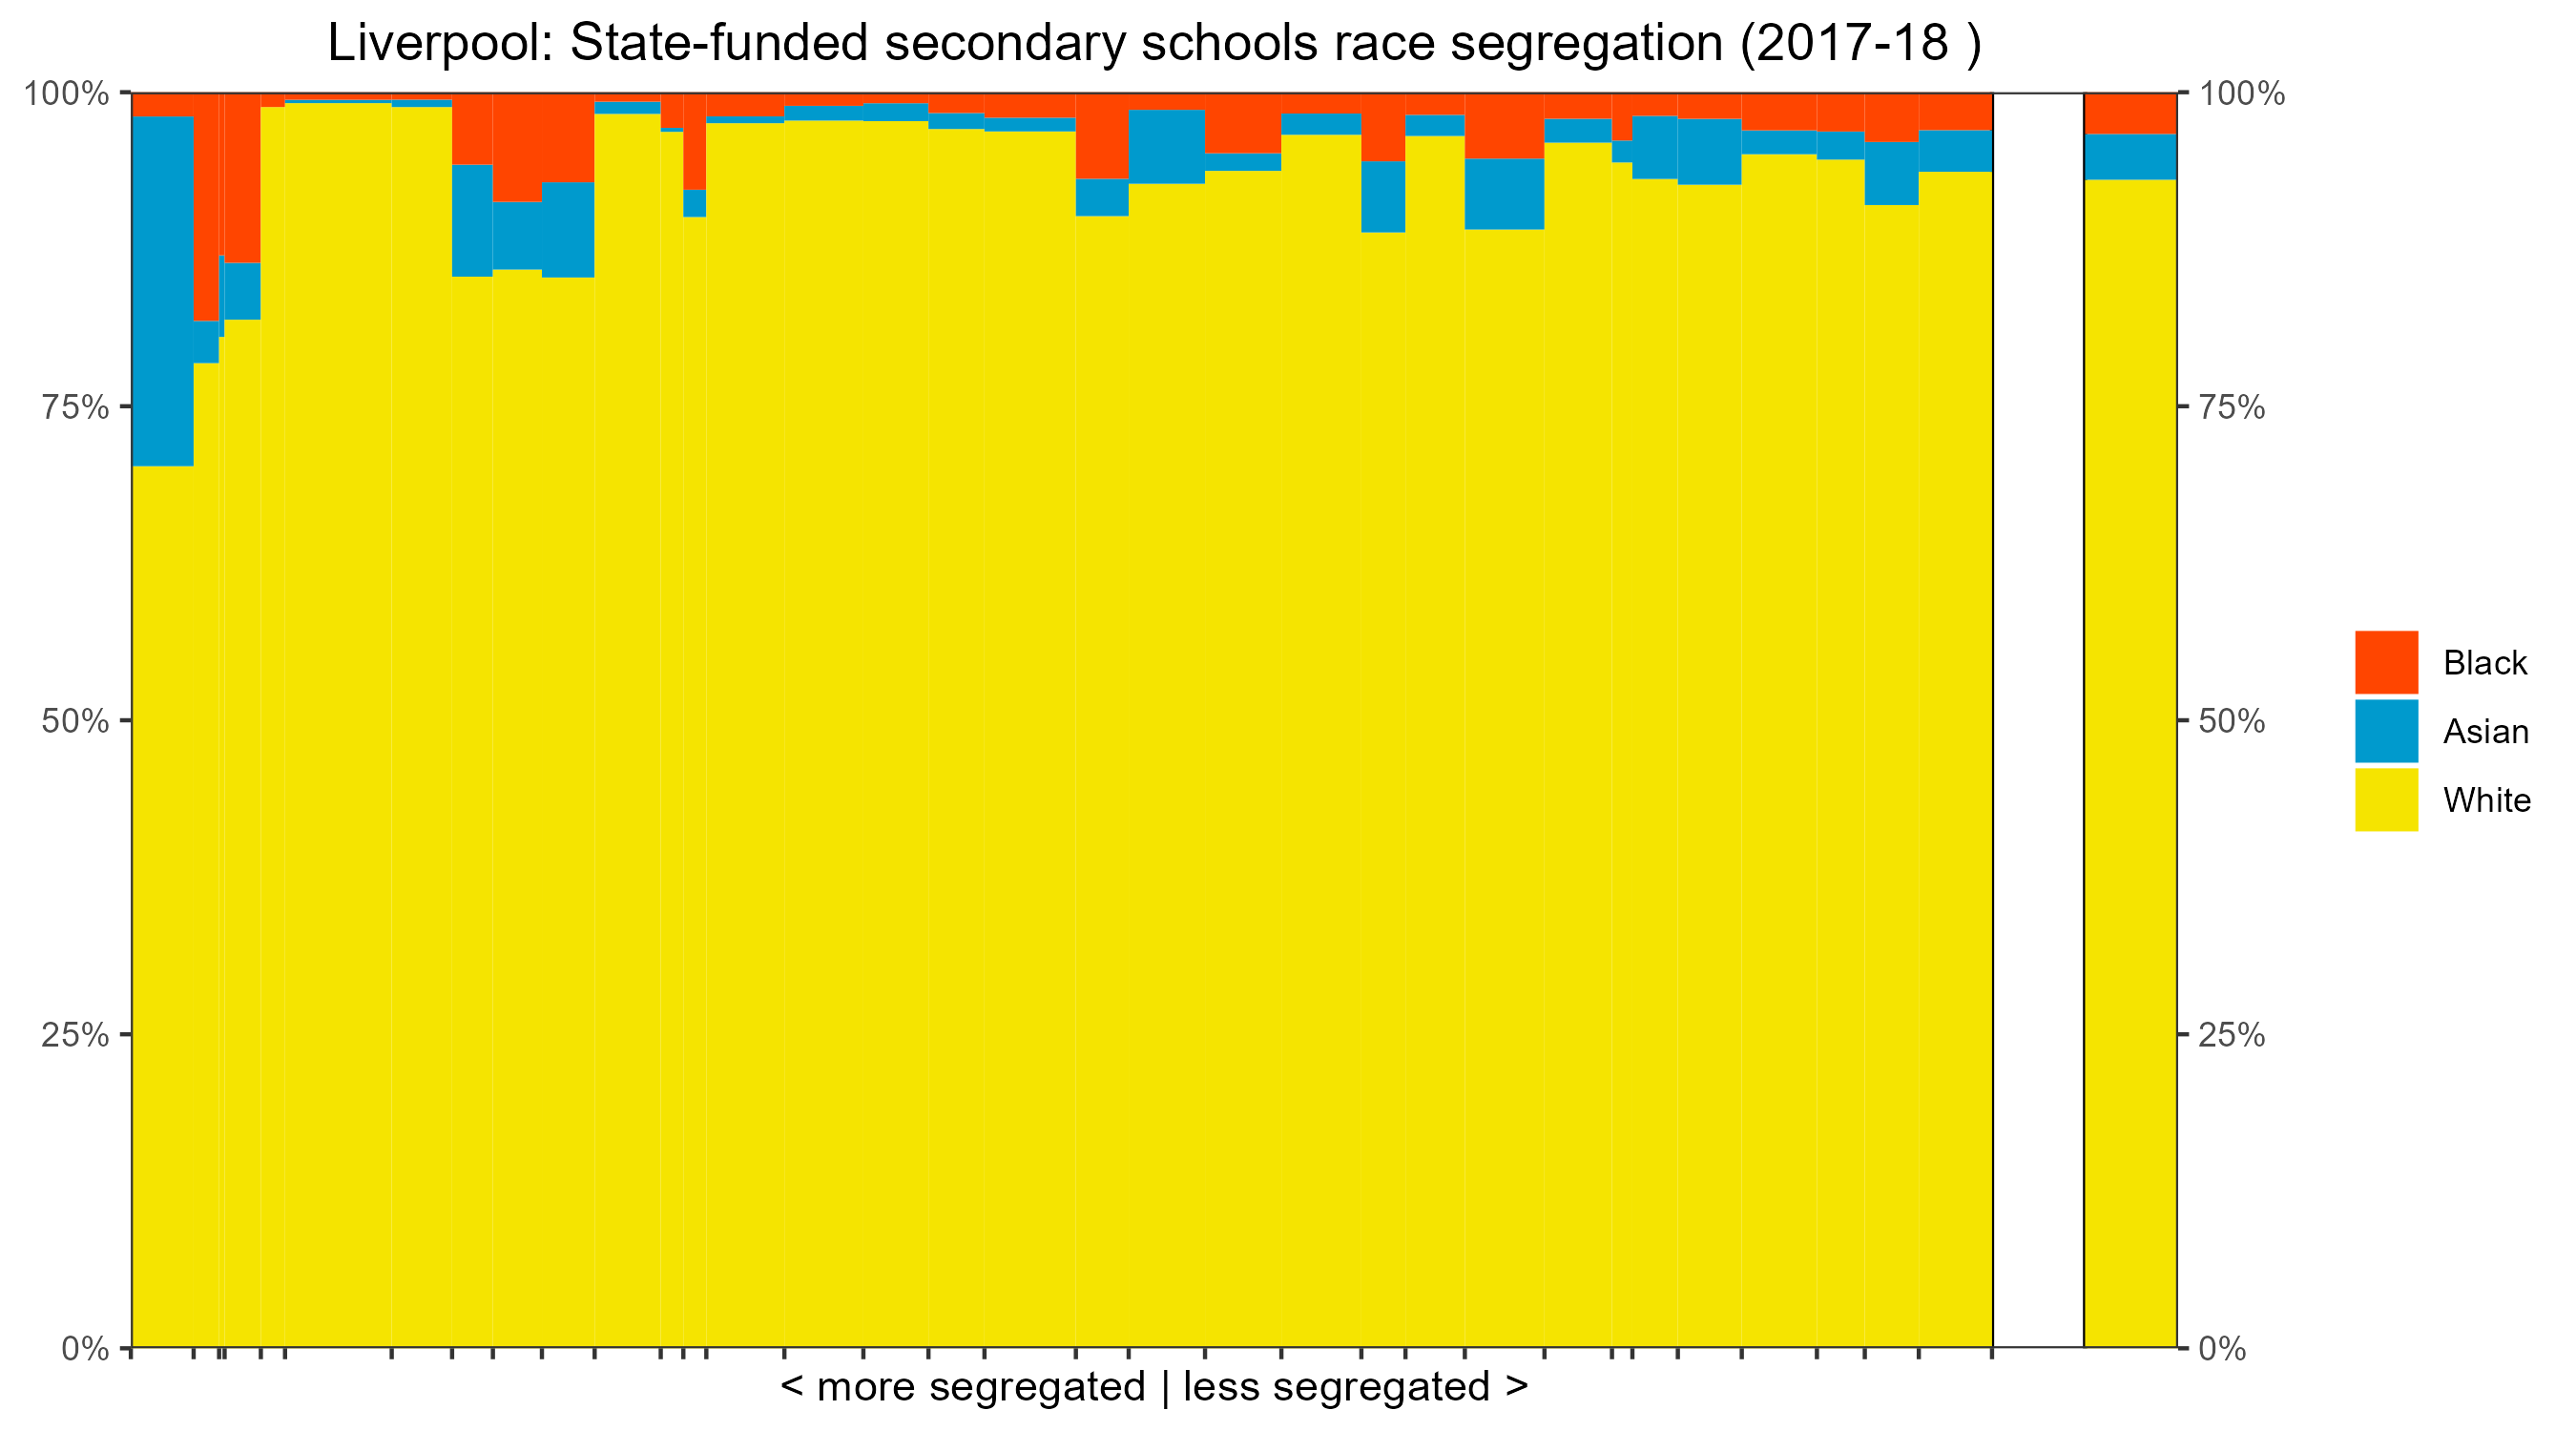 Liverpool: State-funded secondary schools race segregation (2017-18 )
100%
100%
75%
75%
50%
50%
25%
25%
0%
0%
Black
Asian
White
< more segregated | less segregated >